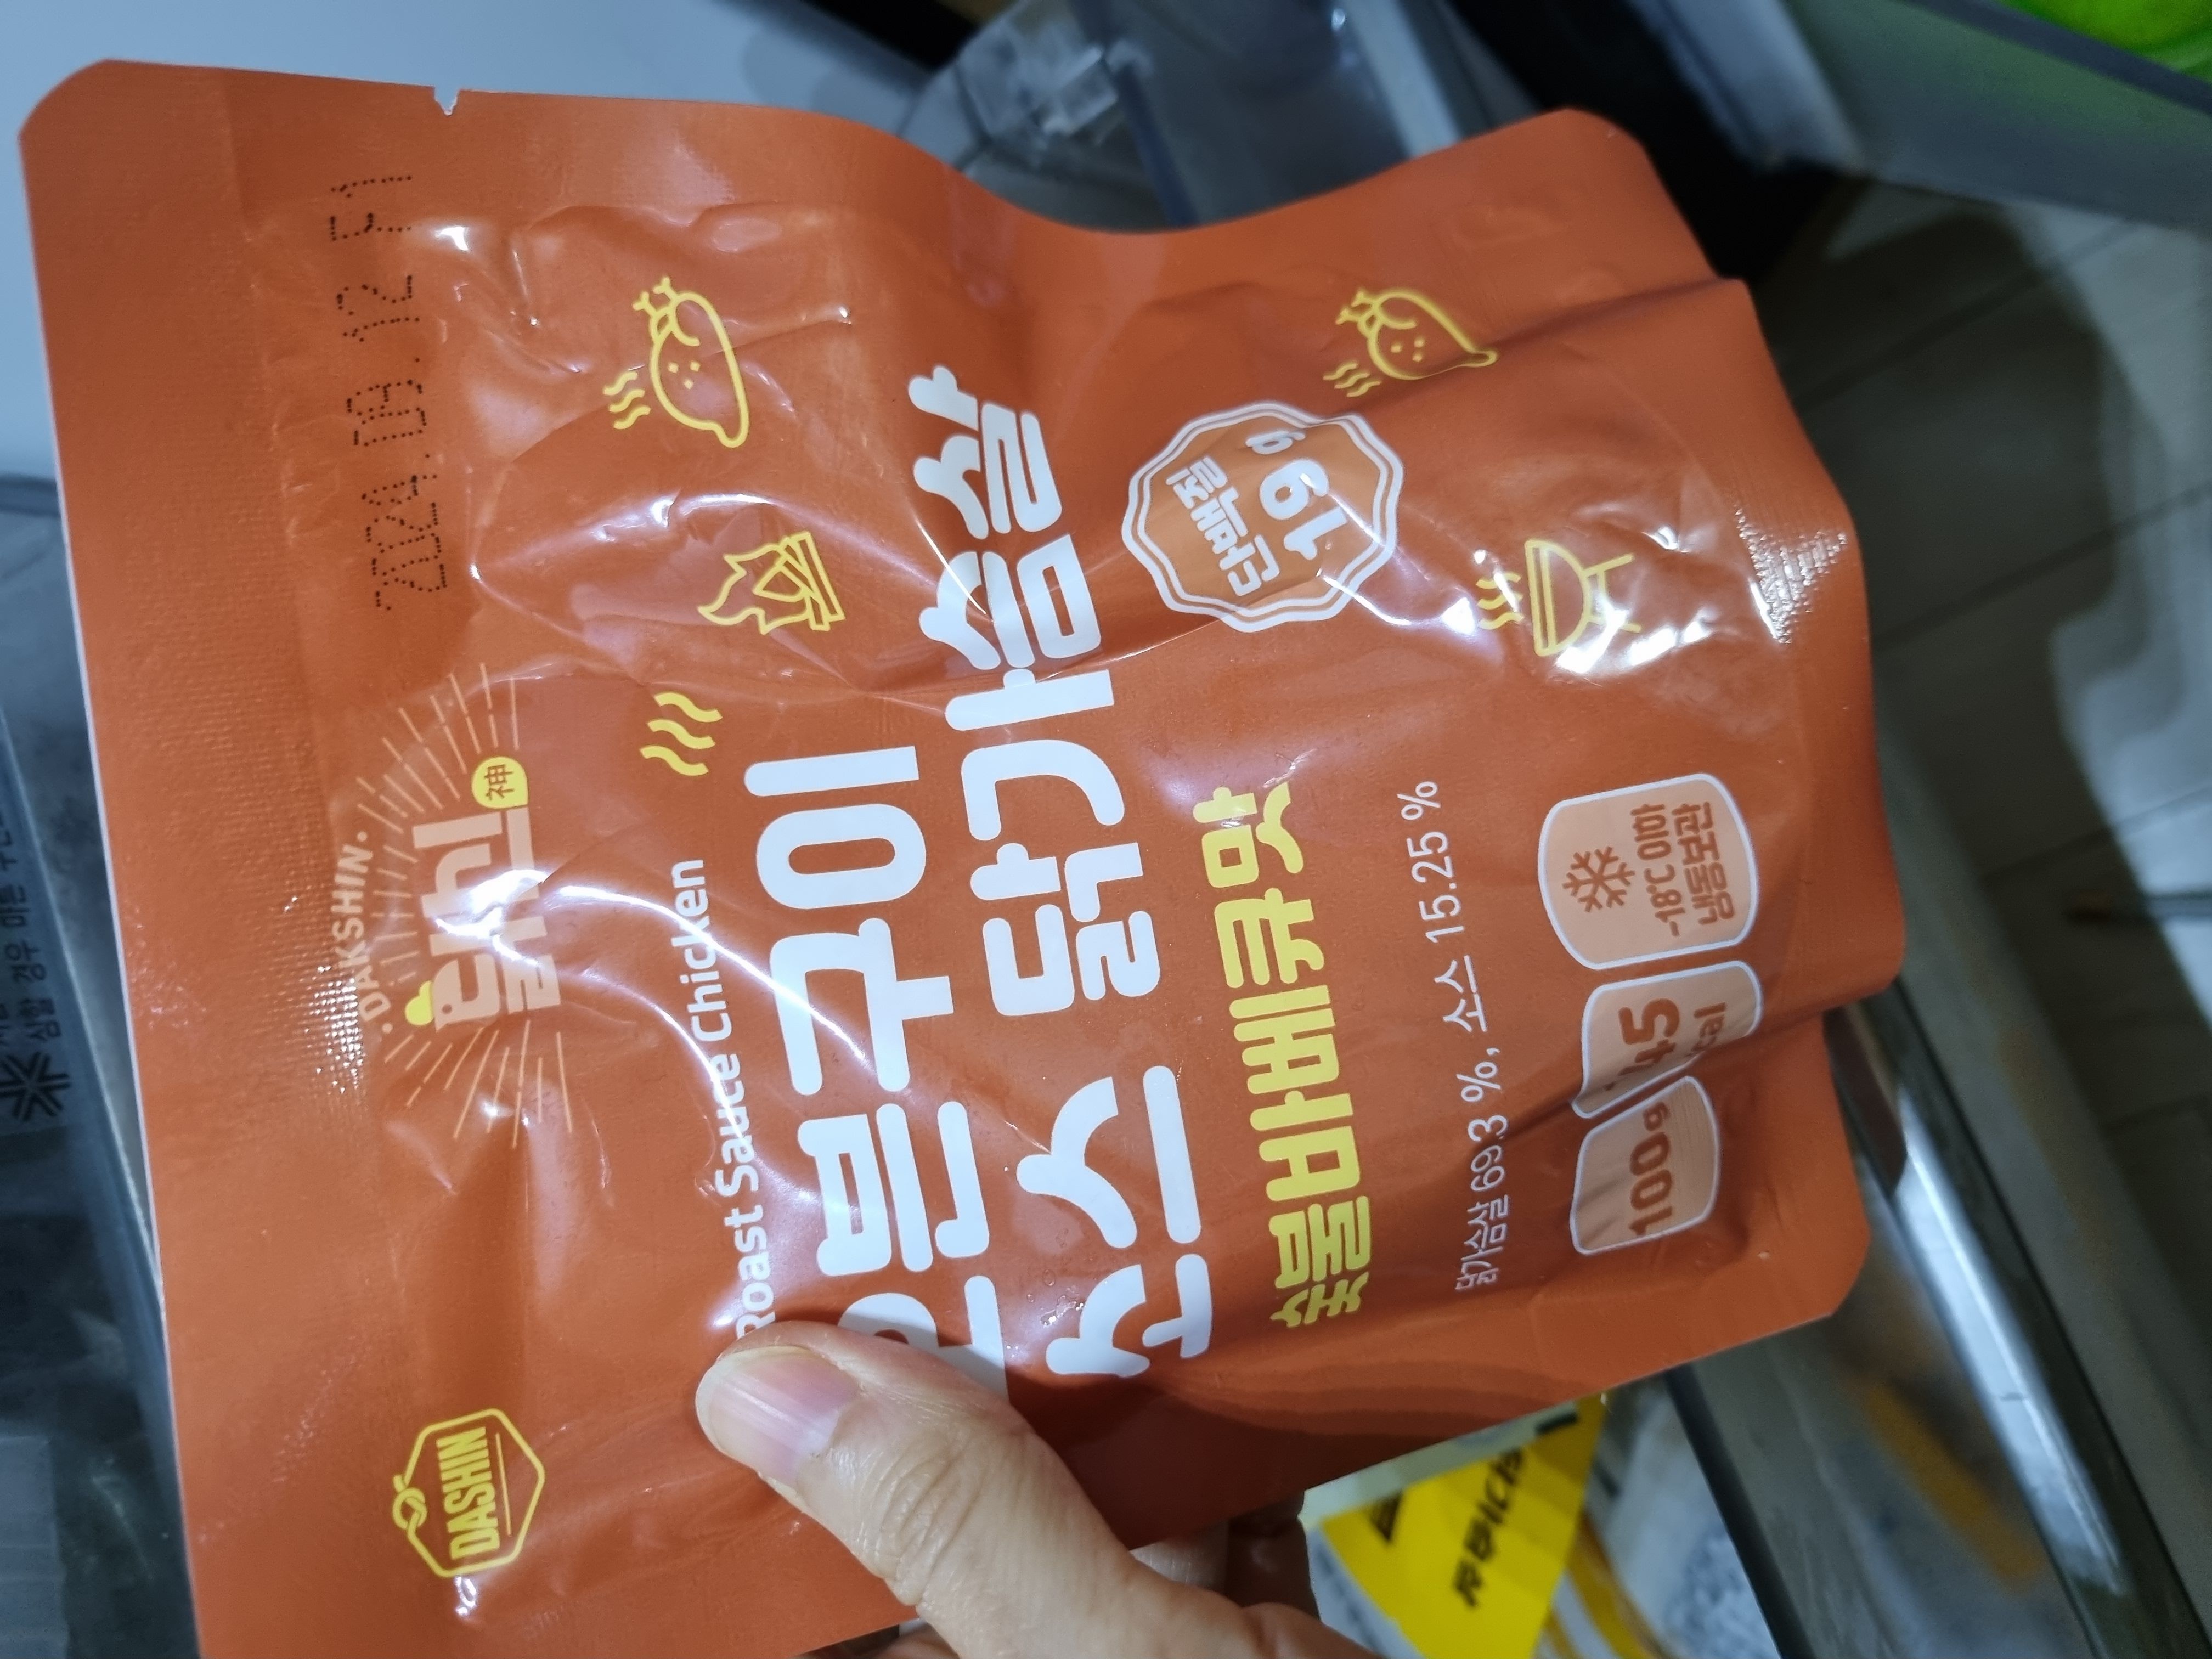 DASHIN
·DAKSHIN·
닭신
神
2024.09.12 F1
Roast Sauce Chicken
오븐구이
소스 닭가슴살
숯불바베큐맛
단백질
19 g
닭가슴살 69.3 %, 소스 15.25 %
100g
145
kcal
-18℃ 이하
냉동보관